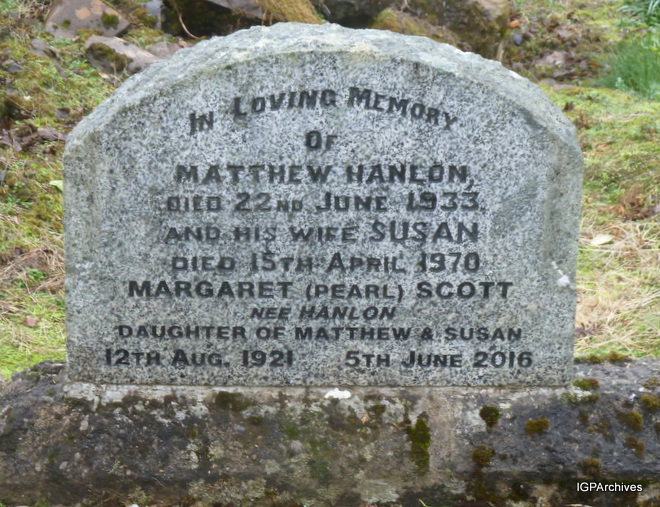 In Loving Memory
Of
Matthew Hanlon,
Died 22nd June 1933.
And his wife SUSAN
Died 15th April 1970
MARGARET (PEARL) SCOTT
NEE HANLON
DAUGHTER OF MATTHEW & SUSAN
12TH AUG. 1921 5TH JUNE 2016
IGPArchives